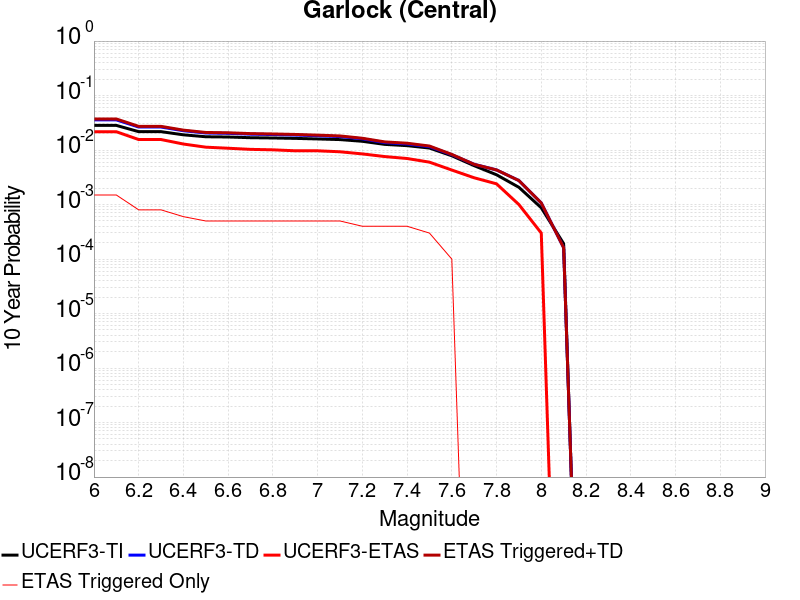 Garlock (Central)
10^0
10^-1
10^-2
10^-3
10^-4
10^-5
10^-6
10^-7
10^-8
10 Year Probability
6 6.2 6.4 6.6 6.8 7 7.2 7.4 7.6 7.8 8 8.2 8.4 8.6 8.8 9
Magnitude
UCERF3-TI UCERF3-TD UCERF3-ETAS ETAS Triggered+TD
ETAS Triggered Only